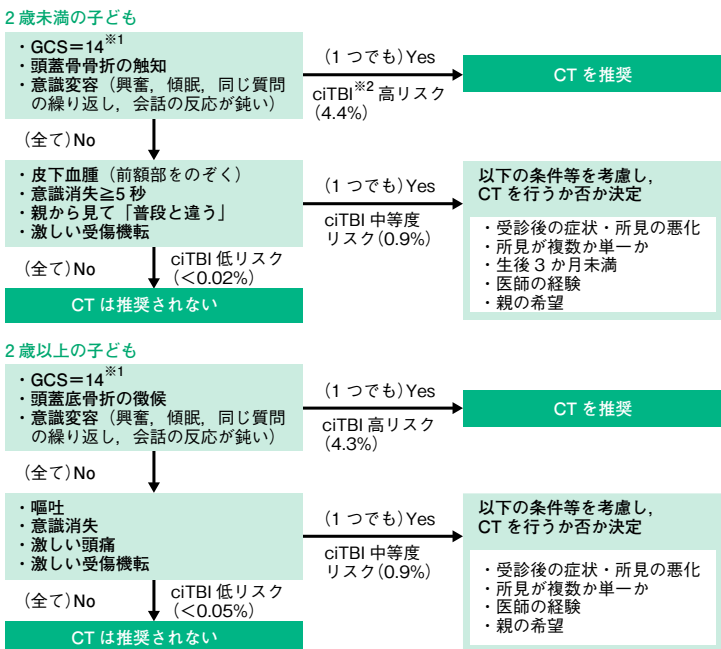 2歳未満の子ども
・GCS＝14※1
・頭蓋骨骨折の触知
・意識変容（興奮，傾眠，同じ質問
の繰り返し，会話の反応が鈍い）
(1 つでも)Yes
ciTBI※2 高リスク
(4.4%)
CT を推奨
(全て)No
・皮下血腫（前額部をのぞく）
・意識消失≧5 秒
・親から見て「普段と違う」
・激しい受傷機転
(1 つでも)Yes
ciTBI 中等度
リスク(0.9%)
以下の条件等を考慮し，
CT を行うか否か決定
・受診後の症状・所見の悪化
・所見が複数か単一か
・生後 3 か月未満
・医師の経験
・親の希望
(全て)No
ciTBI 低リスク
(＜0.02%)
CT は推奨されない
2歳以上の子ども
・GCS＝14※1
・頭蓋底骨折の徴候
・意識変容（興奮，傾眠，同じ質問
の繰り返し，会話の反応が鈍い）
(1 つでも)Yes
ciTBI 高リスク
(4.3%)
CT を推奨
(全て)No
・嘔吐
・意識消失
・激しい頭痛
・激しい受傷機転
(1 つでも)Yes
ciTBI 中等度
リスク(0.9%)
以下の条件等を考慮し，
CT を行うか否か決定
・受診後の症状・所見の悪化
・所見が複数か単一か
・医師の経験
・親の希望
(全て)No
ciTBI 低リスク
(＜0.05%)
CT は推奨されない